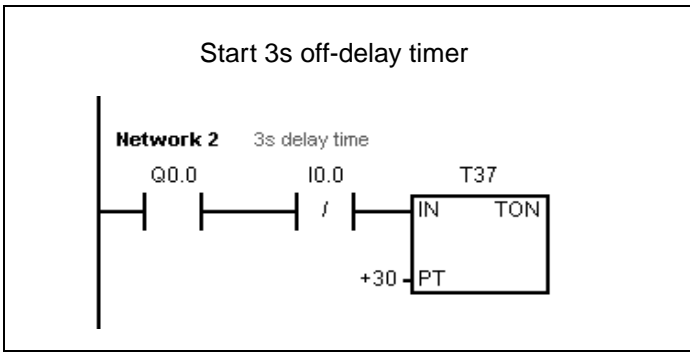 Start 3s off-delay timer
Network 2 3s delay time
Q0.0 I0.0 T37
/ IN TON
+30 PT